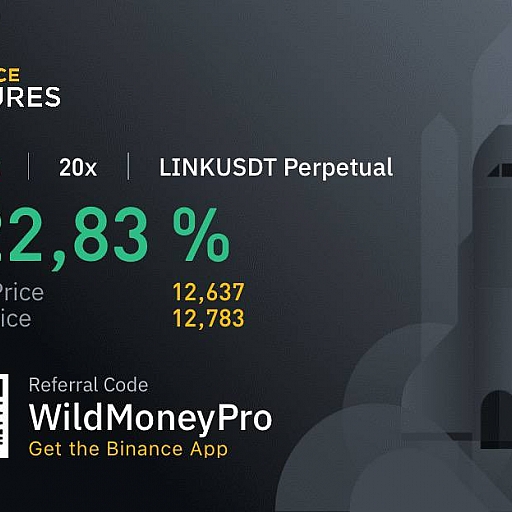 CE
URES
20x | LINKUSDT Perpetual
22,83 %
Price 12,637
ice 12,783
Referral Code
WildMoneyPro
Get the Binance App